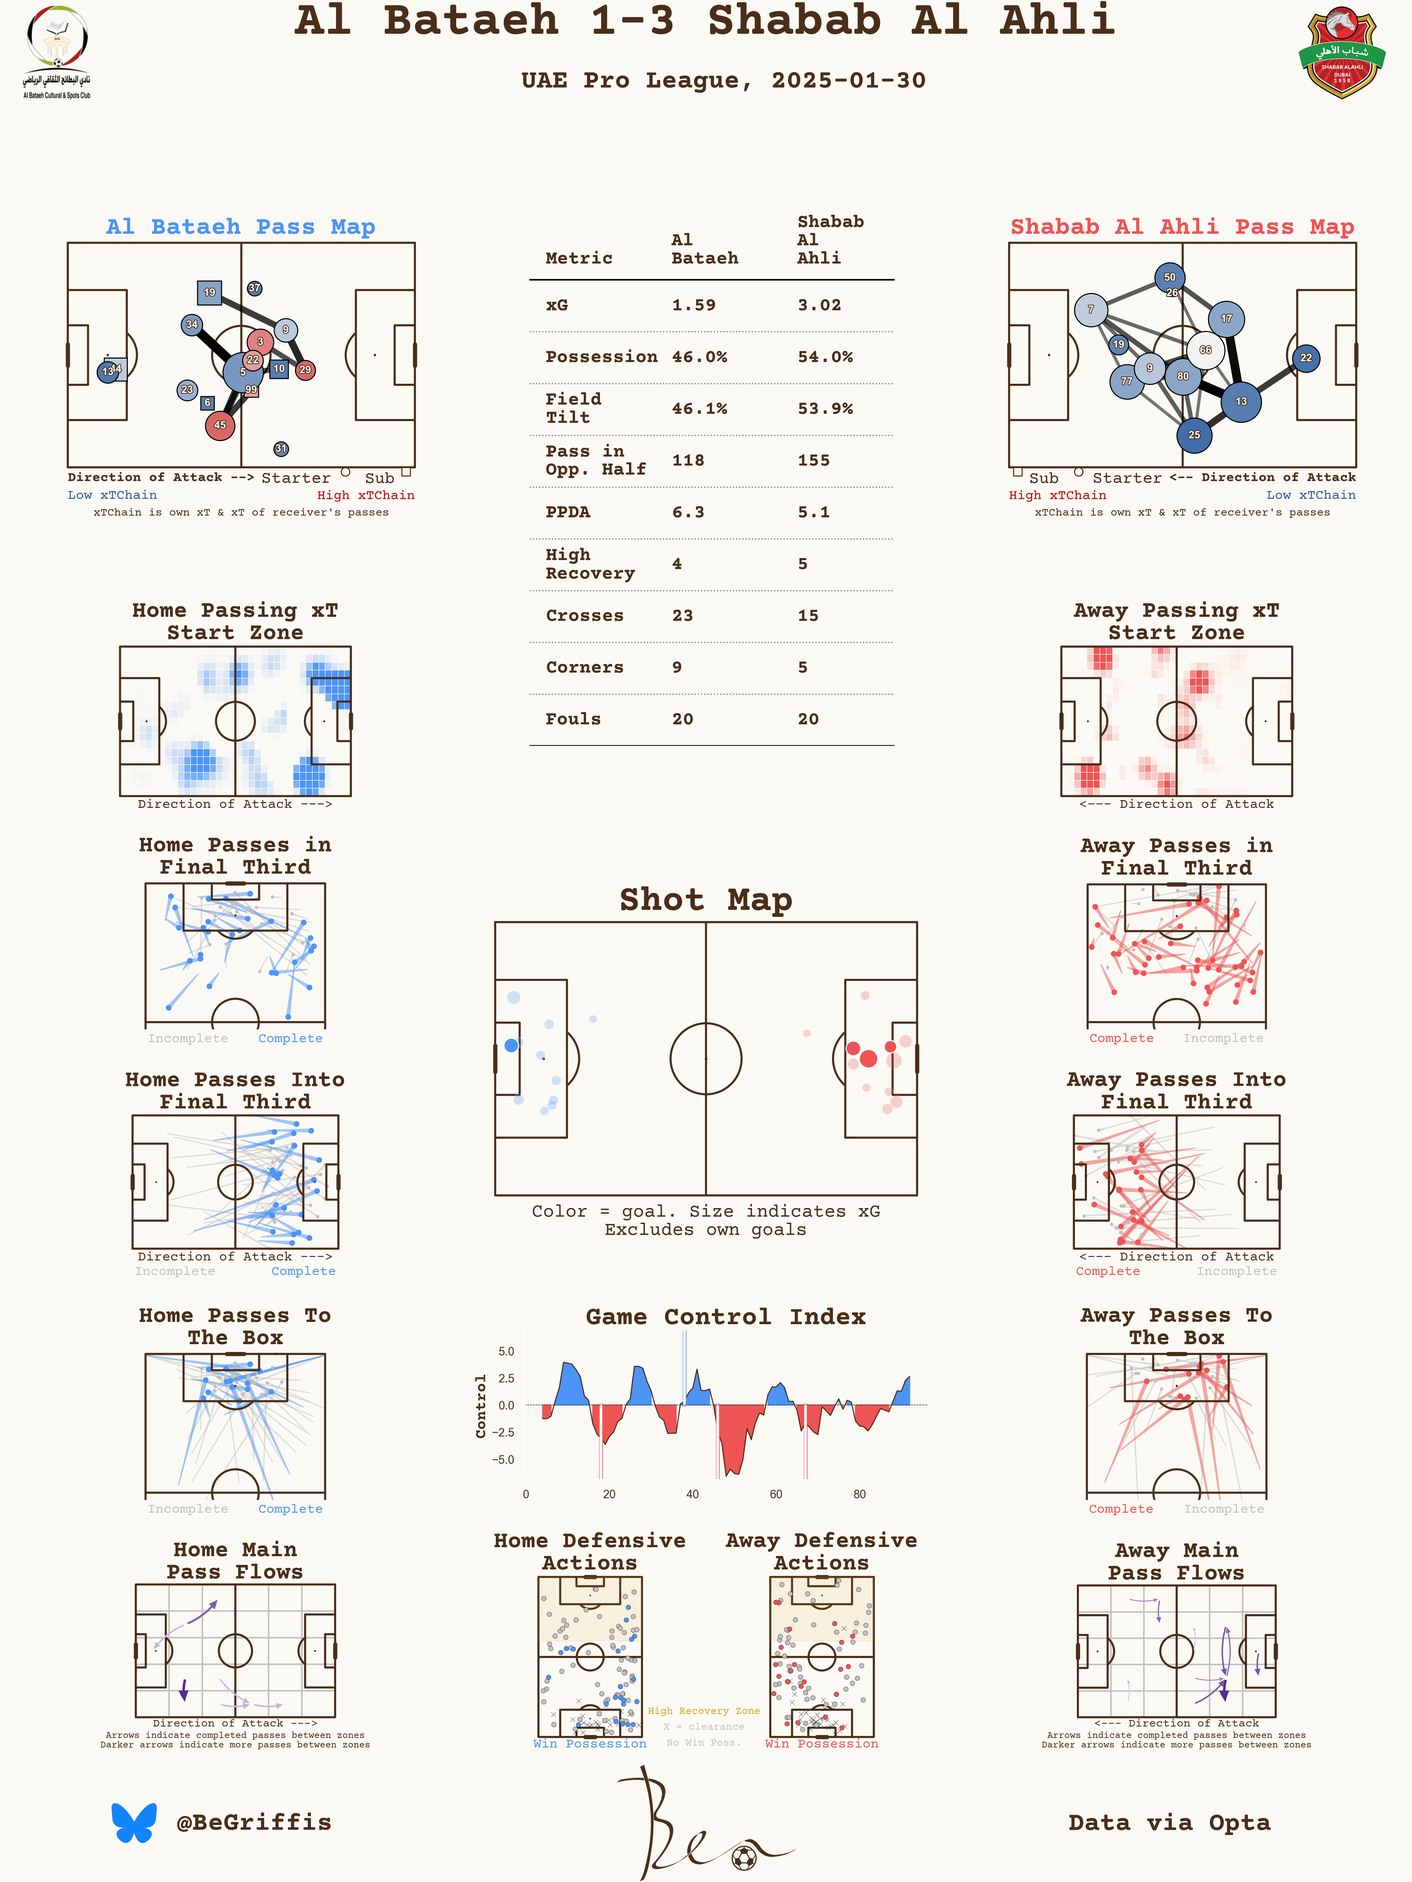 Al Bataeh 1-3 Shabab Al Ahli
UAE Pro League, 2025-01-30
نادي البطائح الثقافي الرياضي
Al Bataeh Cultural & Spots Club
شباب الأهلي
SHABAB ALAHLI
DUBAI
1958
Al Bataeh Pass Map
19
37
34
9
3
22
5
10
29
13
14
23
99
6
45
31
Direction of Attack --> Starter Sub
Low xTChain High xTChain
xTChain is own xT & xT of receiver's passes
Metric Al Bataeh Shabab Al Ahli
xG 1.59 3.02
Possession 46.0% 54.0%
Field Tilt 46.1% 53.9%
Pass in Opp. Half 118 155
PPDA 6.3 5.1
High Recovery 4 5
Crosses 23 15
Corners 9 5
Fouls 20 20
Shabab Al Ahli Pass Map
50
26
7
17
19
66
22
9
77
80
13
25
Sub Starter <-- Direction of Attack
High xTChain Low xTChain
xTChain is own xT & xT of receiver's passes
Home Passing xT
Start Zone
Direction of Attack --->
Away Passing xT
Start Zone
<--- Direction of Attack
Home Passes in
Final Third
Incomplete Complete
Away Passes in
Final Third
Complete Incomplete
Shot Map
Color = goal. Size indicates xG
Excludes own goals
Home Passes Into
Final Third
Direction of Attack --->
Incomplete Complete
Away Passes Into
Final Third
<--- Direction of Attack
Complete Incomplete
Home Passes To
The Box
Incomplete Complete
Game Control Index
Control
5.0
2.5
0.0
−2.5
−5.0
0 20 40 60 80
Away Passes To
The Box
Complete Incomplete
Home Main
Pass Flows
Direction of Attack --->
Arrows indicate completed passes between zones
Darker arrows indicate more passes between zones
Home Defensive
Actions
Win Possession
High Recovery Zone
X = clearance
No Win Poss.
Away Defensive
Actions
Win Possession
Away Main
Pass Flows
<--- Direction of Attack
Arrows indicate completed passes between zones
Darker arrows indicate more passes between zones
@BeGriffis
Ben
Data via Opta